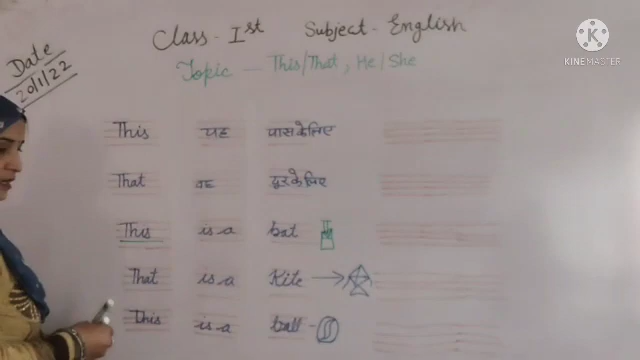 Class - Ist Subject - English
Date
20/1/22
Topic - This/That, He/She
KINEMASTER
This यह पास के लिए
That वह दूर के लिए
This is a bat
That is a Kite
This is a ball